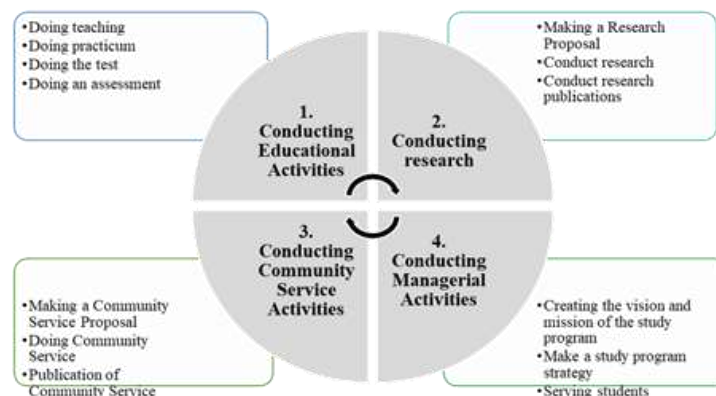 •Doing teaching
•Doing practicum
•Doing the test
•Doing an assessment
•Making a Research
Proposal
•Conduct research
•Conduct research
publications
1.
Conducting
Educational
Activities
2.
Conducting
research
3.
Conducting
Community
Service
Activities
4.
Conducting
Managerial
Activities
•Making a Community
Service Proposal
•Doing Community
Service
•Publication of
Community Service
•Creating the vision and
mission of the study
program
•Make a study program
strategy
•Serving students